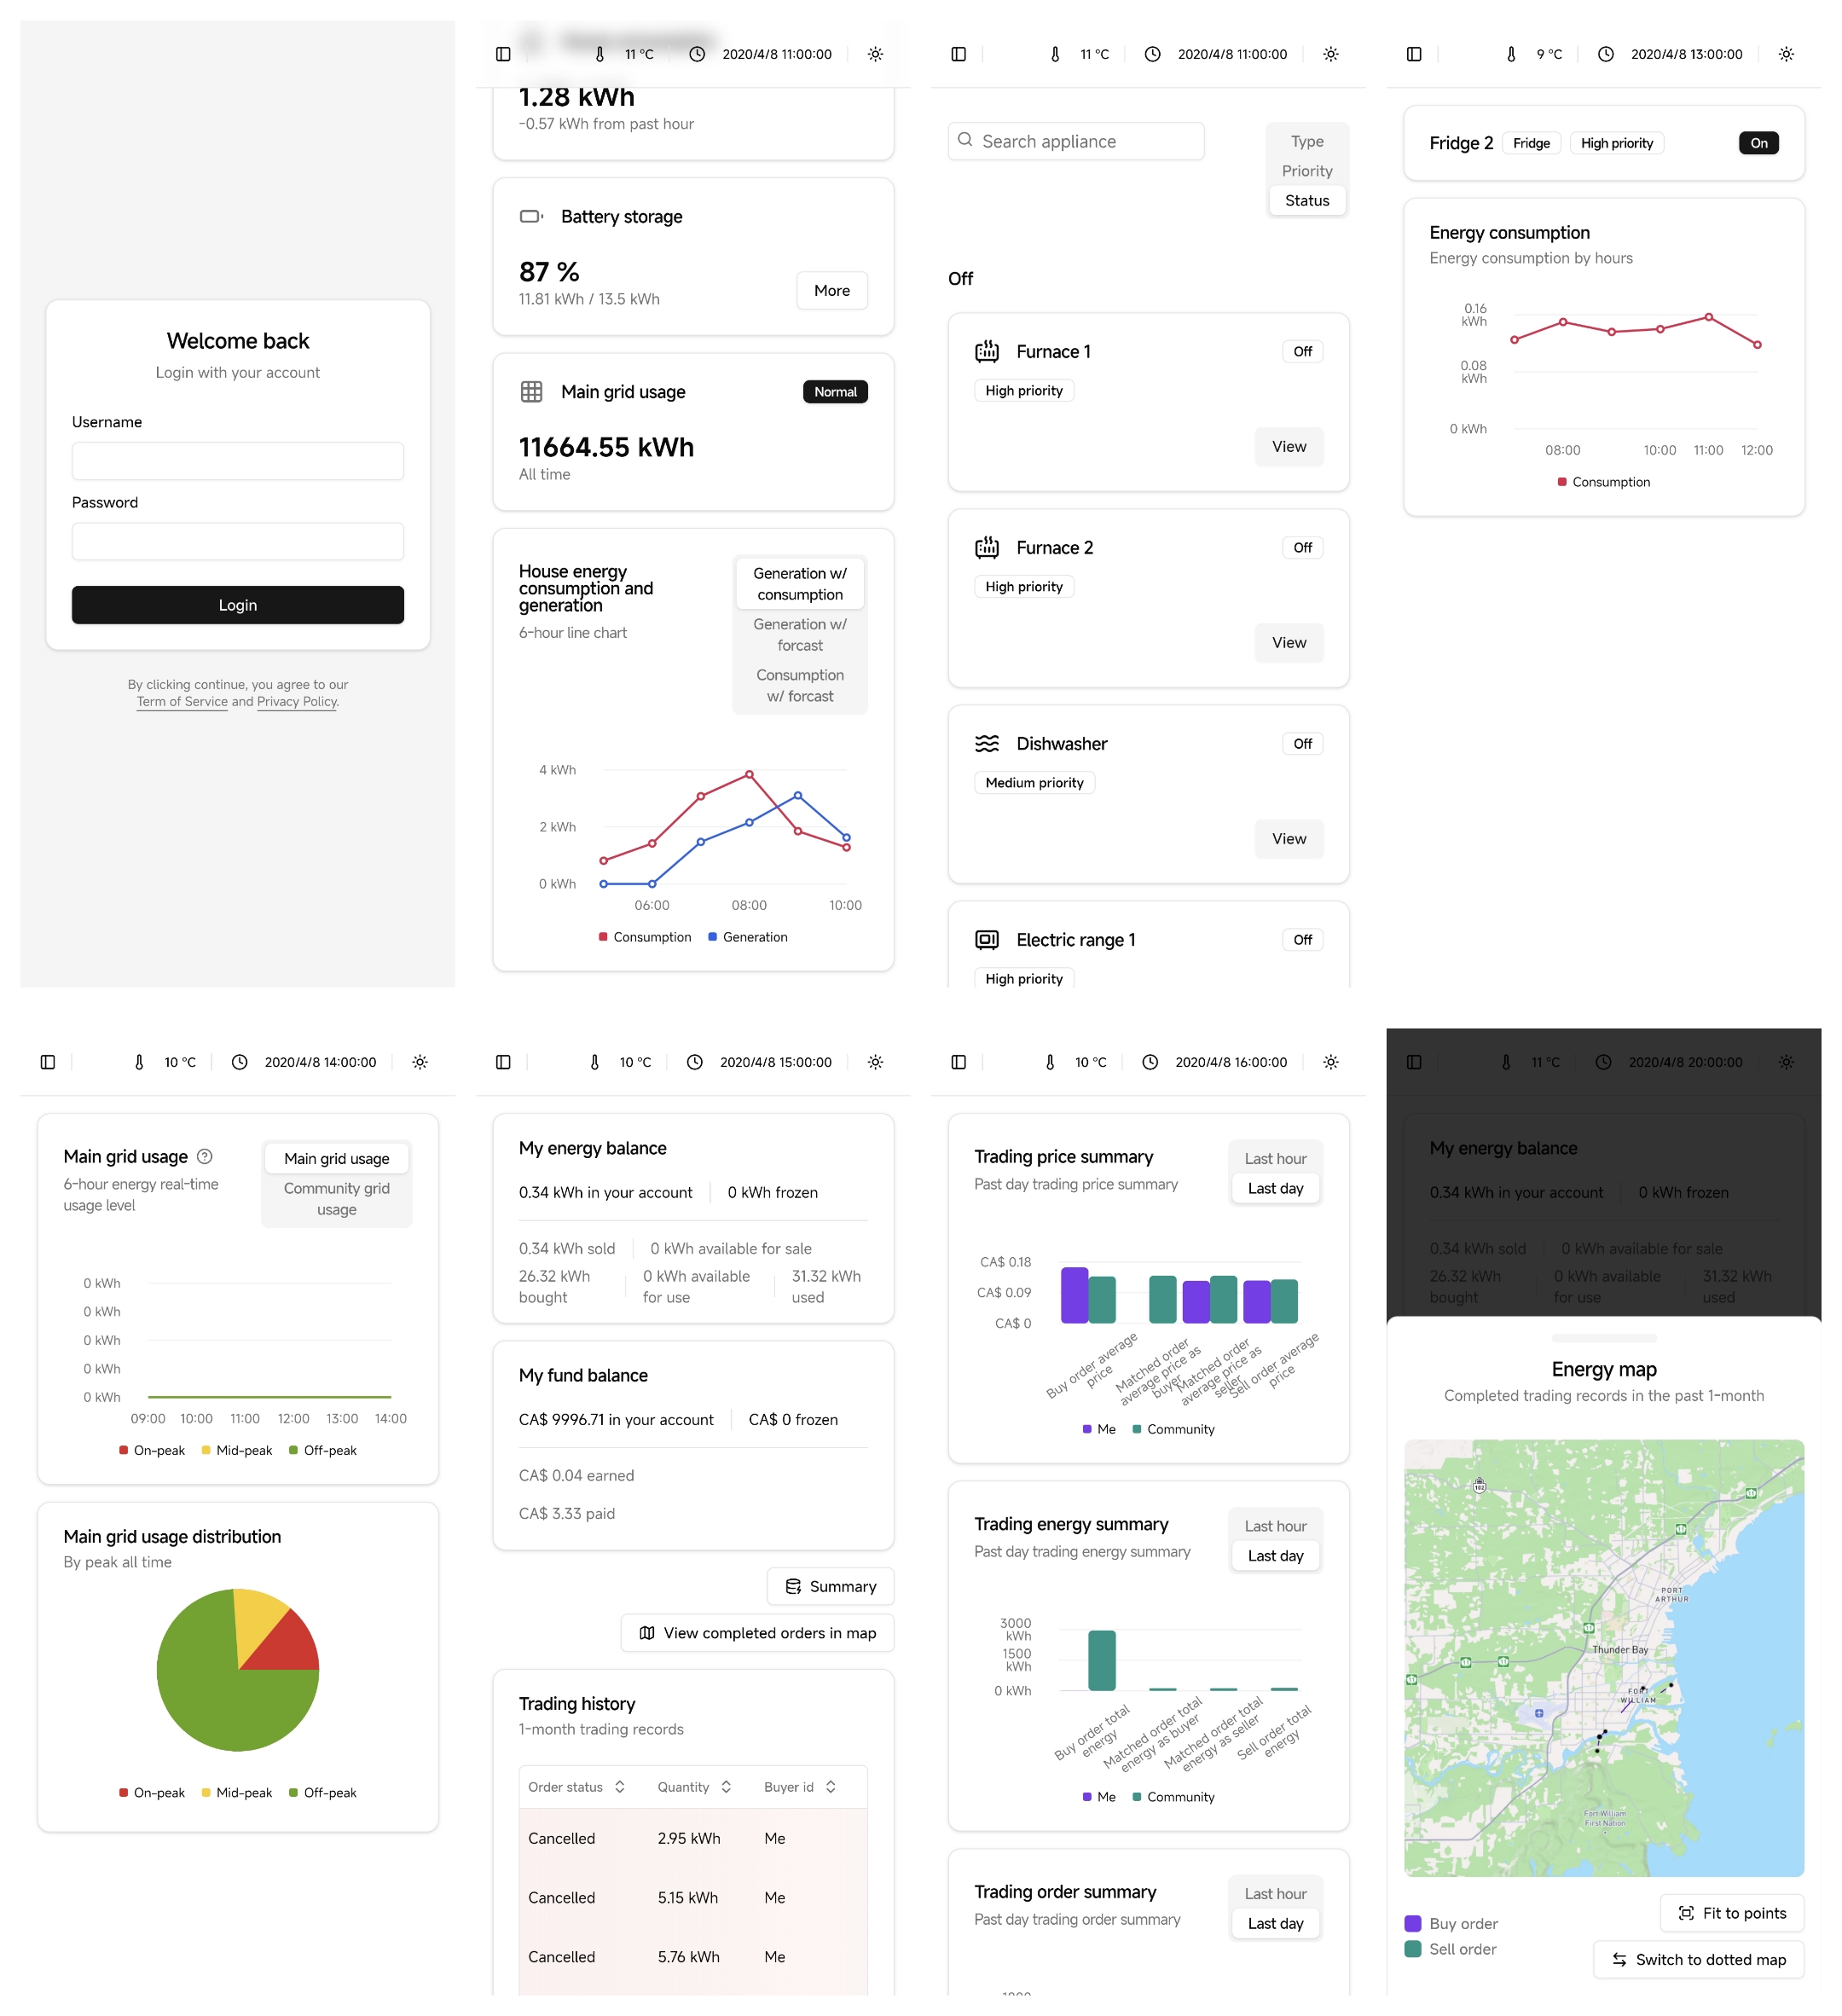 Welcome back
Login with your account
Username
Password
Login
By clicking continue, you agree to our
Term of Service and Privacy Policy.
11 °C
2020/4/8 11:00:00
1.28 kWh
-0.57 kWh from past hour
Battery storage
87 %
11.81 kWh / 13.5 kWh
More
Main grid usage
Normal
11664.55 kWh
All time
House energy
consumption and
generation
6-hour line chart
Generation w/
consumption
Generation w/
forcast
Consumption
w/ forcast
4 kWh
2 kWh
0 kWh
06:00
08:00
10:00
Consumption
Generation
11 °C
2020/4/8 11:00:00
Search appliance
Type
Priority
Status
Off
Furnace 1
Off
High priority
View
Furnace 2
Off
High priority
View
Dishwasher
Off
Medium priority
View
Electric range 1
Off
High priority
9 °C
2020/4/8 13:00:00
Fridge 2
Fridge
High priority
On
Energy consumption
Energy consumption by hours
0.16
kWh
0.08
kWh
0 kWh
08:00
10:00
11:00
12:00
Consumption
10 °C
2020/4/8 14:00:00
Main grid usage
6-hour energy real-time
usage level
Main grid usage
Community grid
usage
0 kWh
0 kWh
0 kWh
0 kWh
0 kWh
09:00
10:00
11:00
12:00
13:00
14:00
On-peak
Mid-peak
Off-peak
Main grid usage distribution
By peak all time
On-peak
Mid-peak
Off-peak
10 °C
2020/4/8 15:00:00
My energy balance
0.34 kWh in your account
0 kWh frozen
0.34 kWh sold
0 kWh available for sale
26.32 kWh
bought
0 kWh available
for use
31.32 kWh
used
My fund balance
CA$ 9996.71 in your account
CA$ 0 frozen
CA$ 0.04 earned
CA$ 3.33 paid
Summary
View completed orders in map
Trading history
1-month trading records
Order status
Quantity
Buyer id
Cancelled
2.95 kWh
Me
Cancelled
5.15 kWh
Me
Cancelled
5.76 kWh
Me
10 °C
2020/4/8 16:00:00
Trading price summary
Past day trading price summary
Last hour
Last day
CA$ 0.18
CA$ 0.09
CA$ 0
Buy order average
price
Matched order
average price as
buyer
Matched order
average price as
seller
Sell order average
price
Me
Community
Trading energy summary
Past day trading energy summary
Last hour
Last day
3000
kWh
1500
kWh
0 kWh
Buy order total
energy
Matched order total
energy as buyer
Matched order total
energy as seller
Sell order total
energy
Me
Community
Trading order summary
Past day trading order summary
Last hour
Last day
11 °C
2020/4/8 20:00:00
My energy balance
0.34 kWh in your account
0 kWh frozen
0.34 kWh sold
0 kWh available for sale
26.32 kWh
bought
0 kWh available
for use
31.32 kWh
used
Energy map
Completed trading records in the past 1-month
102
PORT
ARTHUR
Thunder Bay
FORT
WILLIAM
Fort William
First Nation
Buy order
Sell order
Fit to points
Switch to dotted map